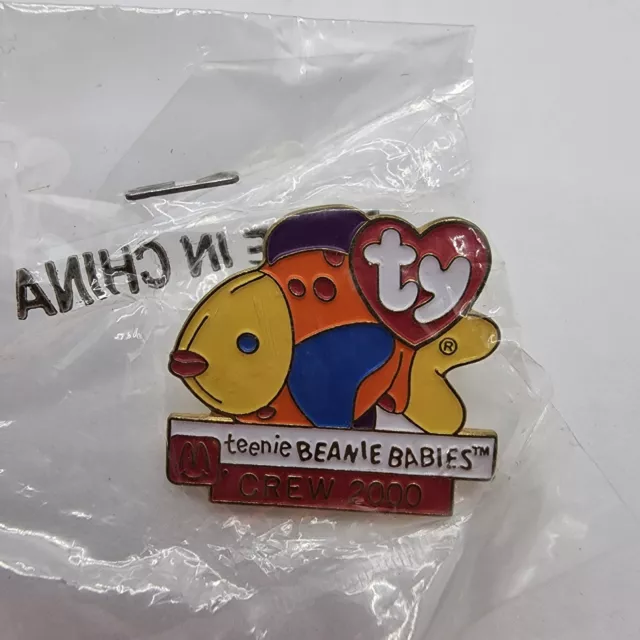 E IN CHINA
ty
®
teenie BEANIE BABIES™
M
CREW 2000